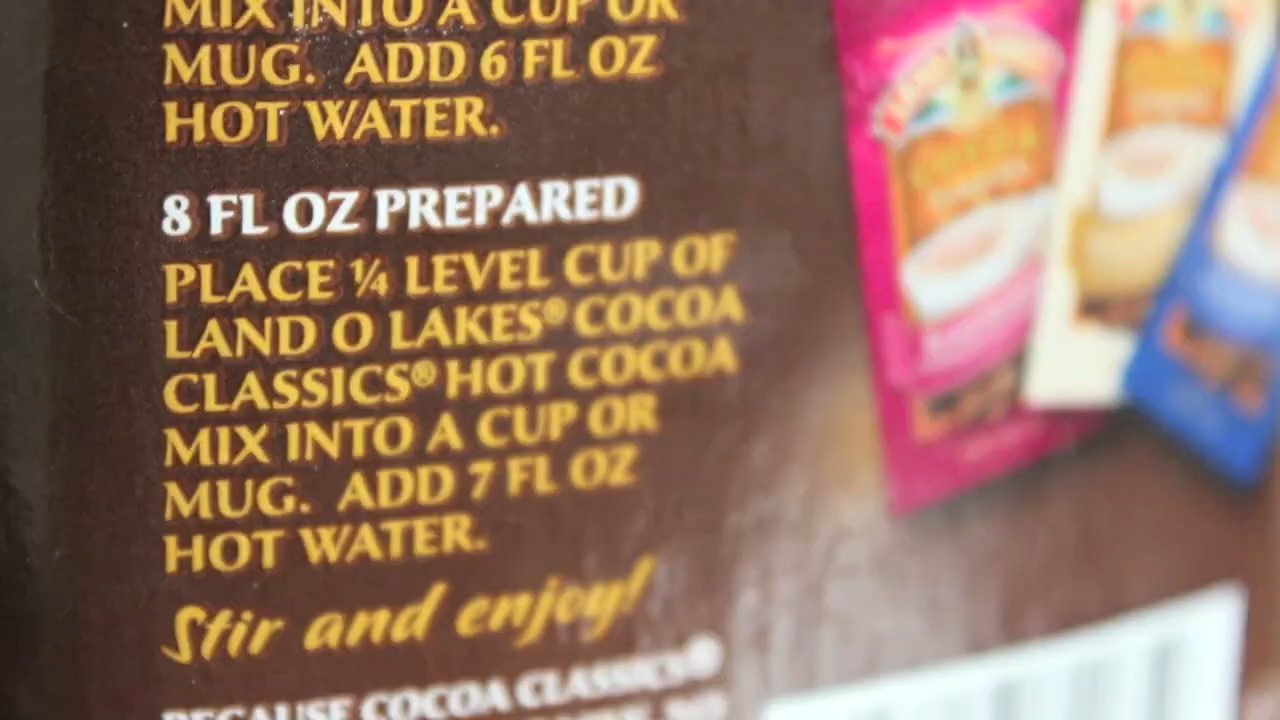 MIX INTO A CUP OR
MUG. ADD 6 FL OZ
HOT WATER.
8 FL OZ PREPARED
PLACE ¼ LEVEL CUP OF
LAND O LAKES® COCOA
CLASSICS® HOT COCOA
MIX INTO A CUP OR
MUG. ADD 7 FL OZ
HOT WATER.
Stir and enjoy!
BECAUSE COCOA CLASSICS®